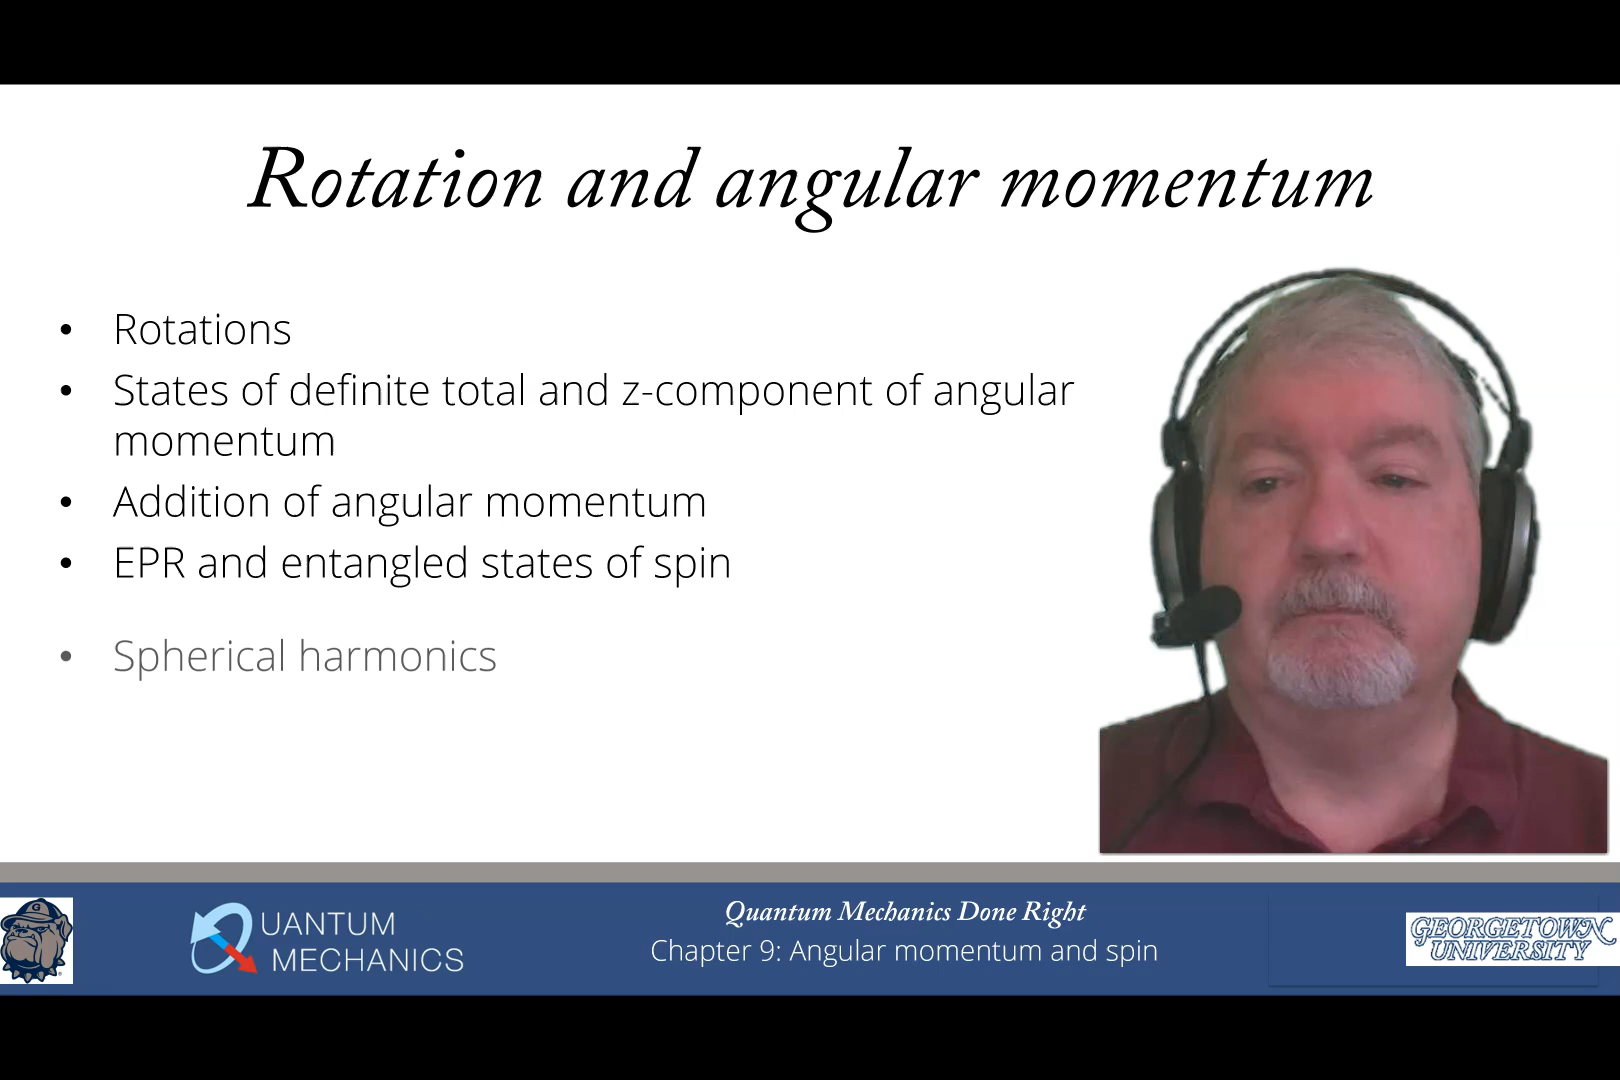 Rotation and angular momentum
• Rotations
• States of definite total and z-component of angular
momentum
• Addition of angular momentum
• EPR and entangled states of spin
• Spherical harmonics
G
QUANTUM
MECHANICS
Quantum Mechanics Done Right
Chapter 9: Angular momentum and spin
GEORGETOWN
UNIVERSITY